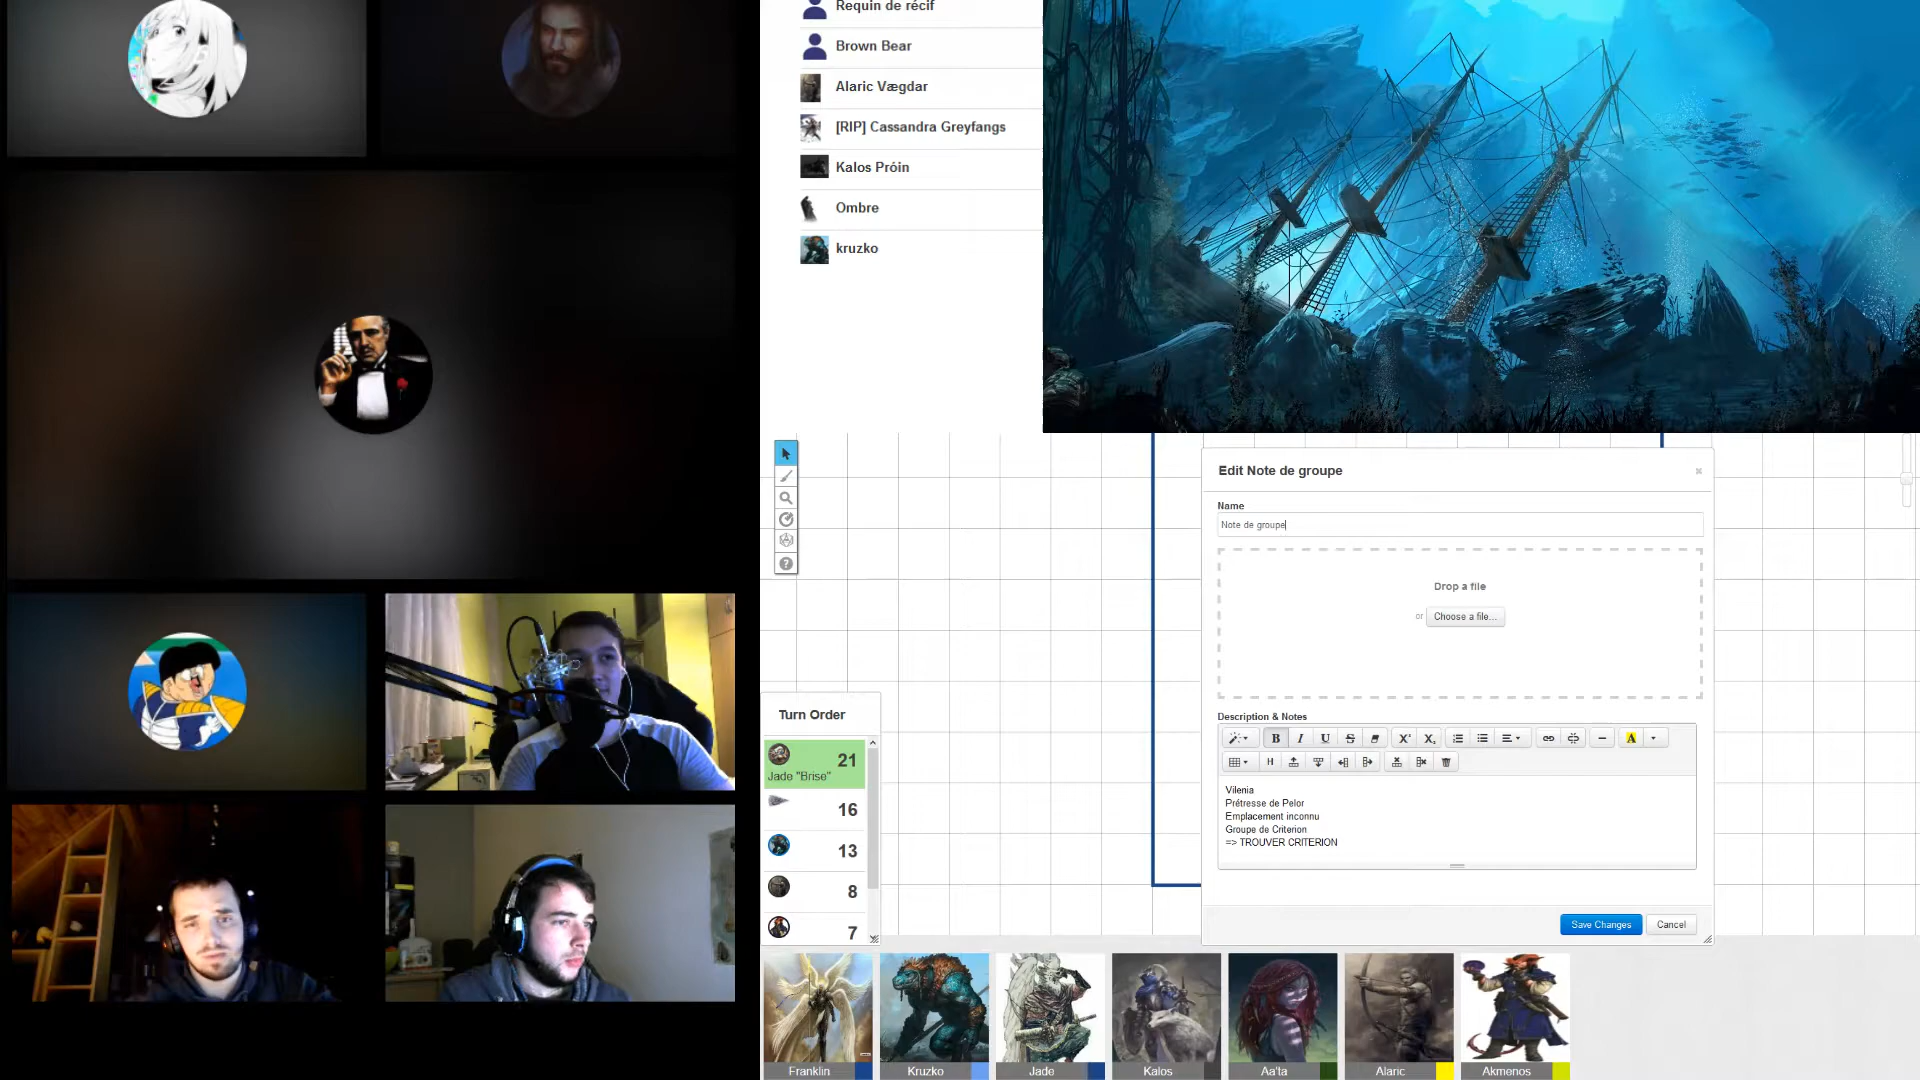 Requin de récif
Brown Bear
Alaric Vægdar
[RIP] Cassandra Greyfangs
Kalos Próin
Ombre
kruzko
Edit Note de groupe
×
Name
Note de groupe
Drop a file
or Choose a file...
Description & Notes
Vilenia
Prétresse de Pelor
Emplacement inconnu
Groupe de Criterion
=> TROUVER CRITERION
Save Changes Cancel
Turn Order
21
Jade "Brise"
16
13
8
7
Franklin
Kruzko
Jade
Kalos
Aa'ta
Alaric
Akmenos